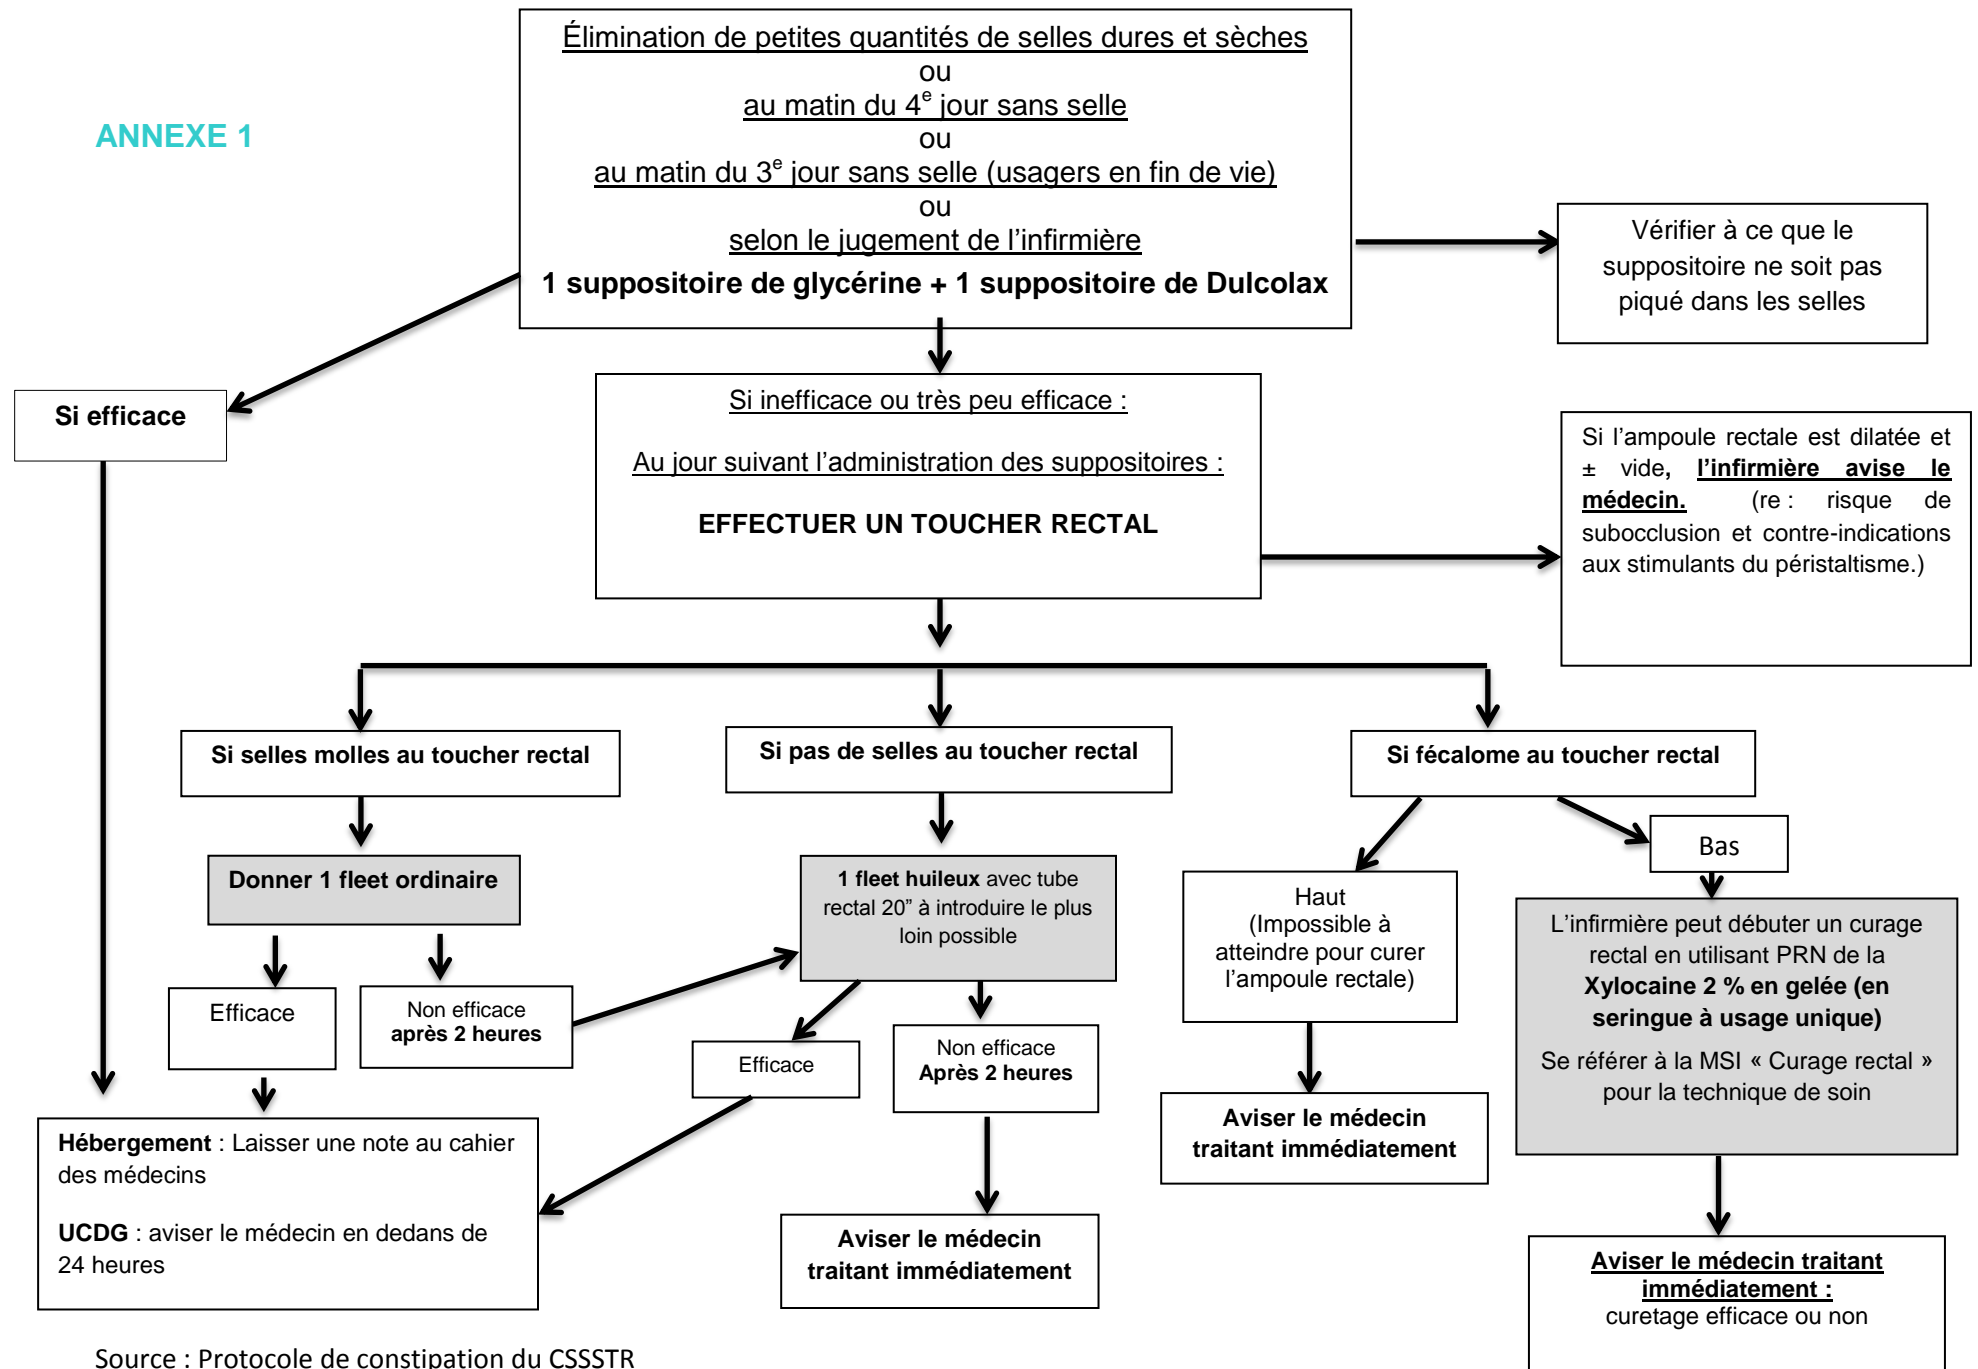 ANNEXE 1
Élimination de petites quantités de selles dures et sèches
ou
au matin du 4e jour sans selle
ou
au matin du 3e jour sans selle (usagers en fin de vie)
ou
selon le jugement de l’infirmière
1 suppositoire de glycérine + 1 suppositoire de Dulcolax
Vérifier à ce que le
suppositoire ne soit pas
piqué dans les selles
Si efficace
Si inefficace ou très peu efficace :
Au jour suivant l’administration des suppositoires :
EFFECTUER UN TOUCHER RECTAL
Si l’ampoule rectale est dilatée et
± vide, l’infirmière avise le
médecin. (re : risque de
subocclusion et contre-indications
aux stimulants du péristaltisme.)
Si selles molles au toucher rectal
Si pas de selles au toucher rectal
Si fécalome au toucher rectal
Donner 1 fleet ordinaire
1 fleet huileux avec tube
rectal 20” à introduire le plus
loin possible
Bas
Haut
(Impossible à
atteindre pour curer
l’ampoule rectale)
L’infirmière peut débuter un curage
rectal en utilisant PRN de la
Xylocaine 2 % en gelée (en
seringue à usage unique)
Se référer à la MSI « Curage rectal »
pour la technique de soin
Efficace
Non efficace
après 2 heures
Efficace
Non efficace
Après 2 heures
Aviser le médecin
traitant immédiatement
Hébergement : Laisser une note au cahier
des médecins
UCDG : aviser le médecin en dedans de
24 heures
Aviser le médecin
traitant immédiatement
Aviser le médecin traitant
immédiatement :
curetage efficace ou non
Source : Protocole de constipation du CSSSTR